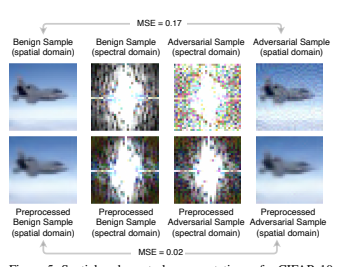 MSE = 0.17
Benign Sample
(spatial domain)
Benign Sample
(spectral domain)
Adversarial Sample
(spectral domain)
Adversarial Sample
(spatial domain)
Preprocessed
Benign Sample
(spatial domain)
Preprocessed
Benign Sample
(spectral domain)
Preprocessed
Adversarial Sample
(spectral domain)
Preprocessed
Adversarial Sample
(spatial domain)
MSE = 0.02